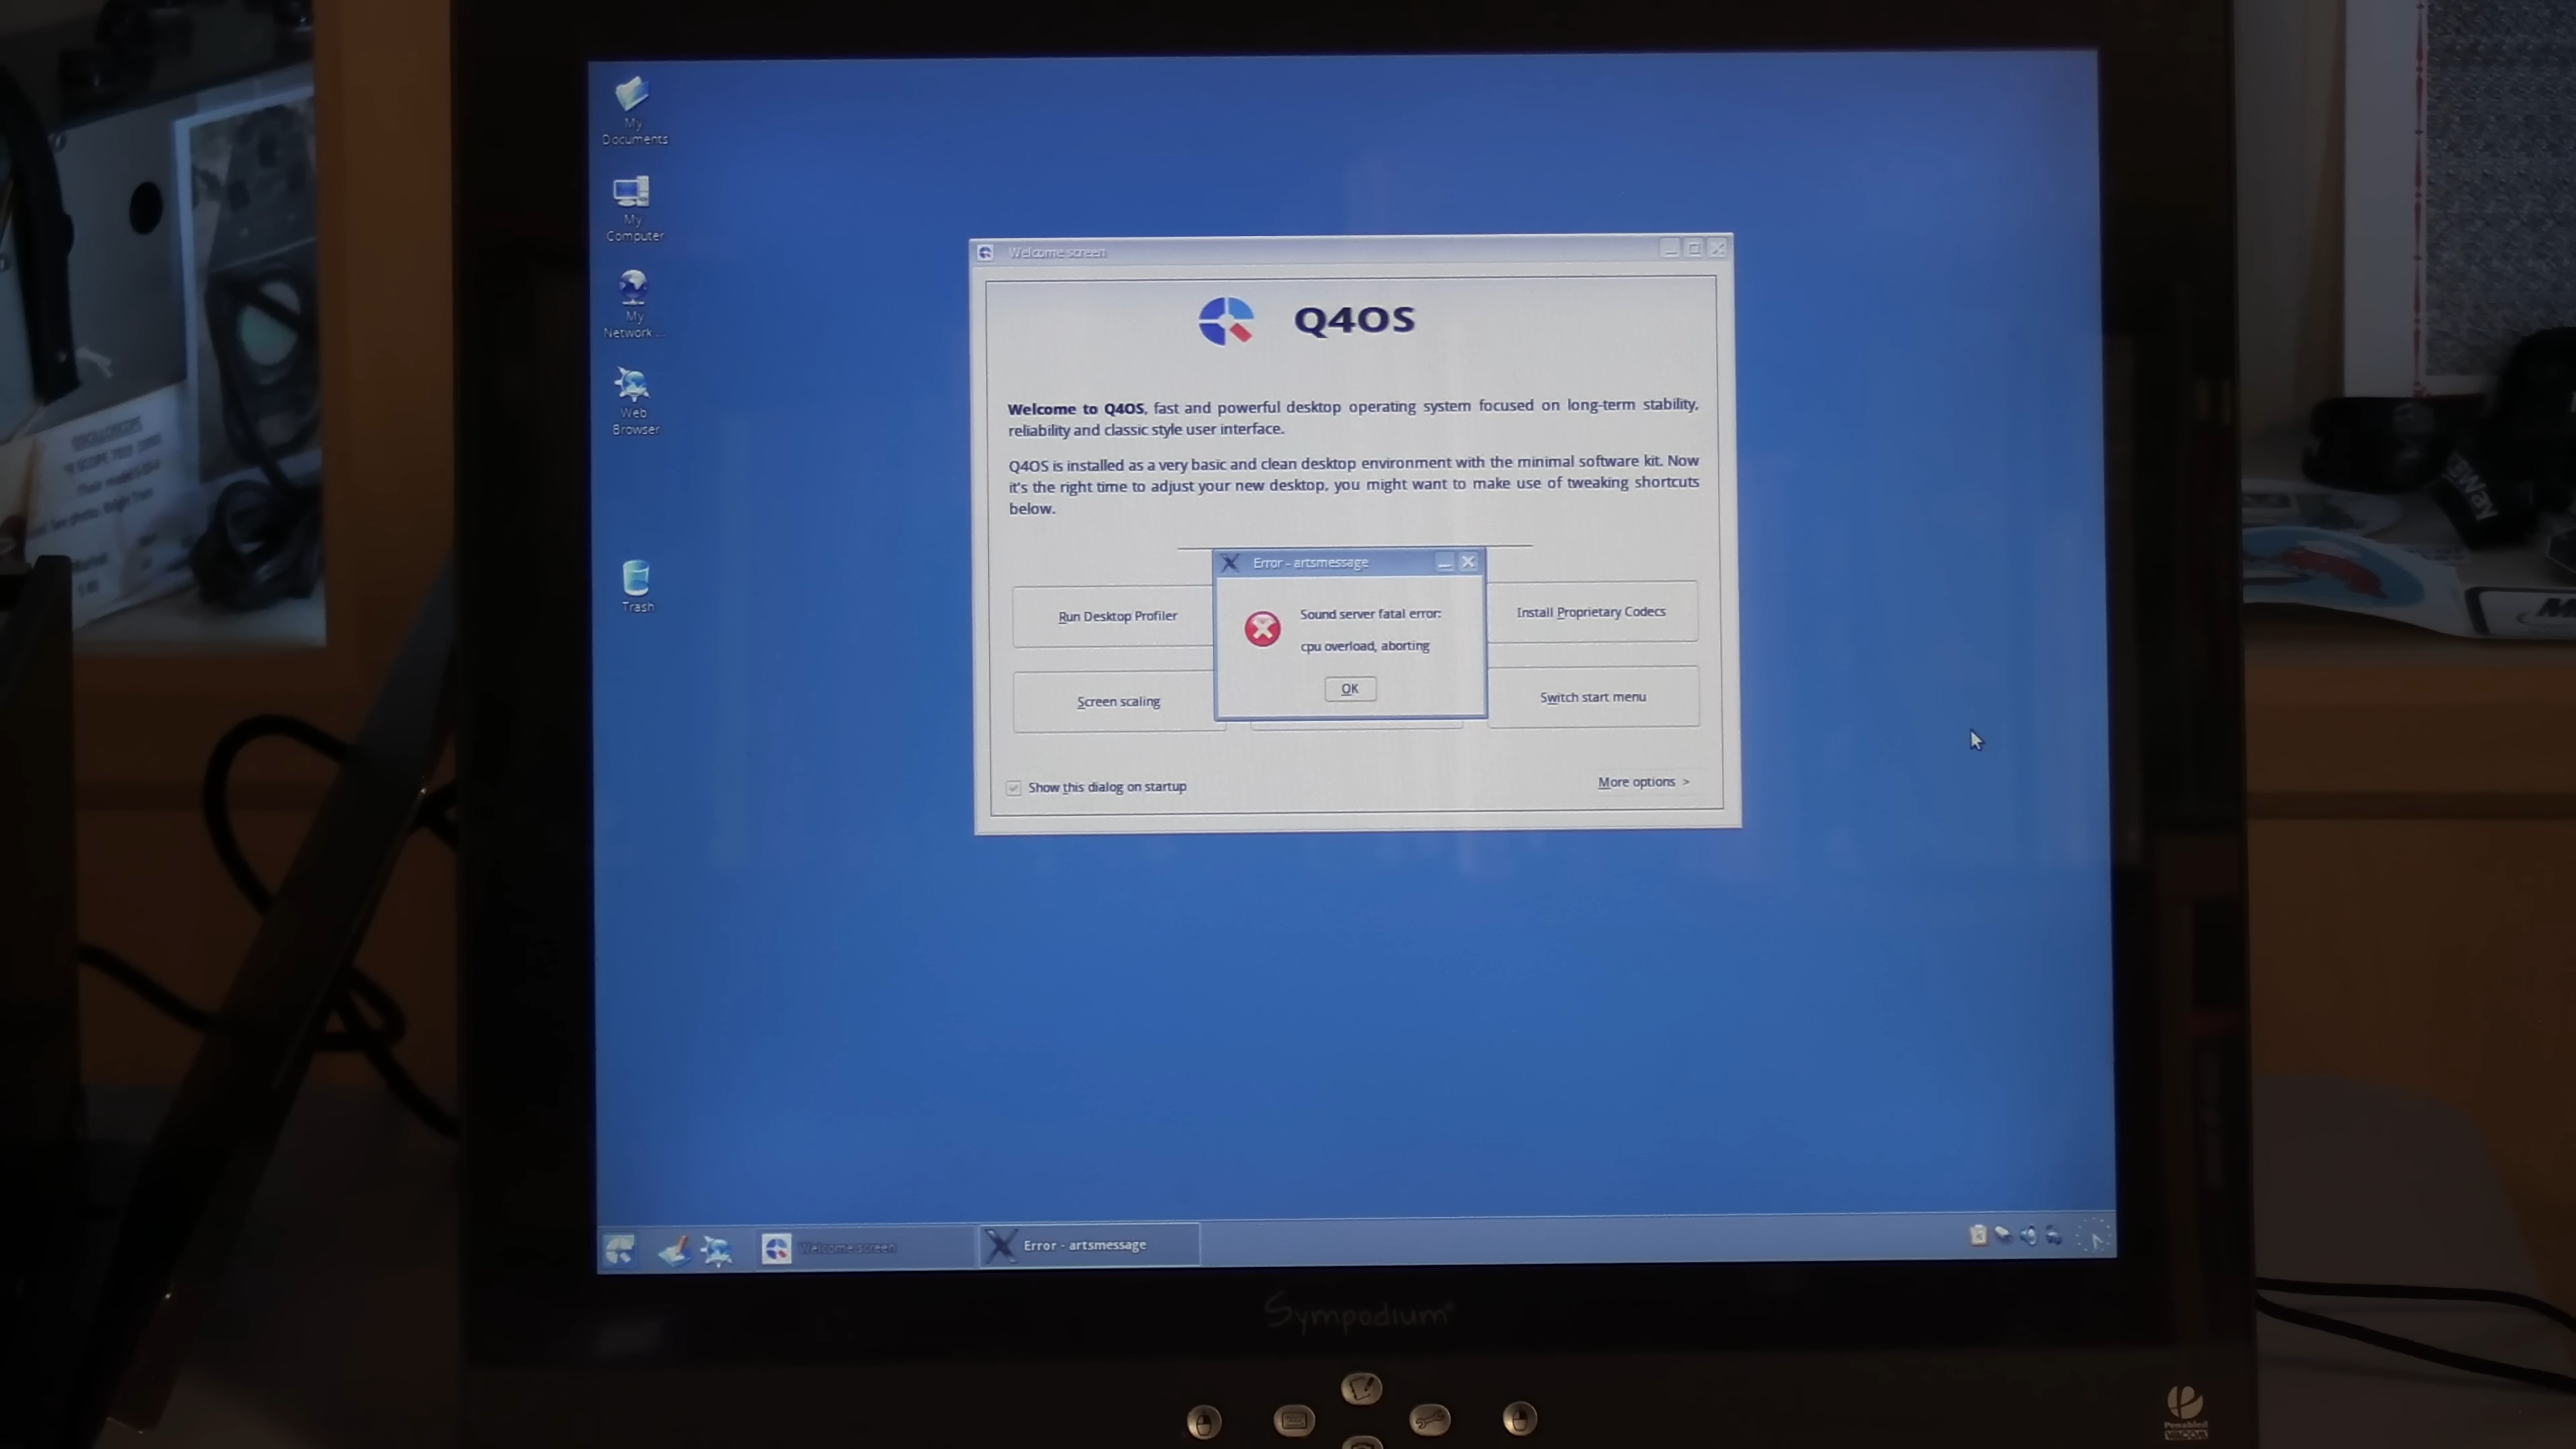 My
Documents
My
Computer
My
Network...
Web
Browser
Trash
Welcome screen
Q4OS
Welcome to Q4OS, fast and powerful desktop operating system focused on long-term stability,
reliability and classic style user interface.
Q4OS is installed as a very basic and clean desktop environment with the minimal software kit. Now
it's the right time to adjust your new desktop, you might want to make use of tweaking shortcuts
below.
Error - artsmessage
Sound server fatal error:
cpu overload, aborting
OK
Run Desktop Profiler
Install Proprietary Codecs
Screen scaling
Switch start menu
Show this dialog on startup
More options >
Welcome screen
Error - artsmessage
Sympodium
Penabled
WACOM
OSCILLOSCOPE
3Way